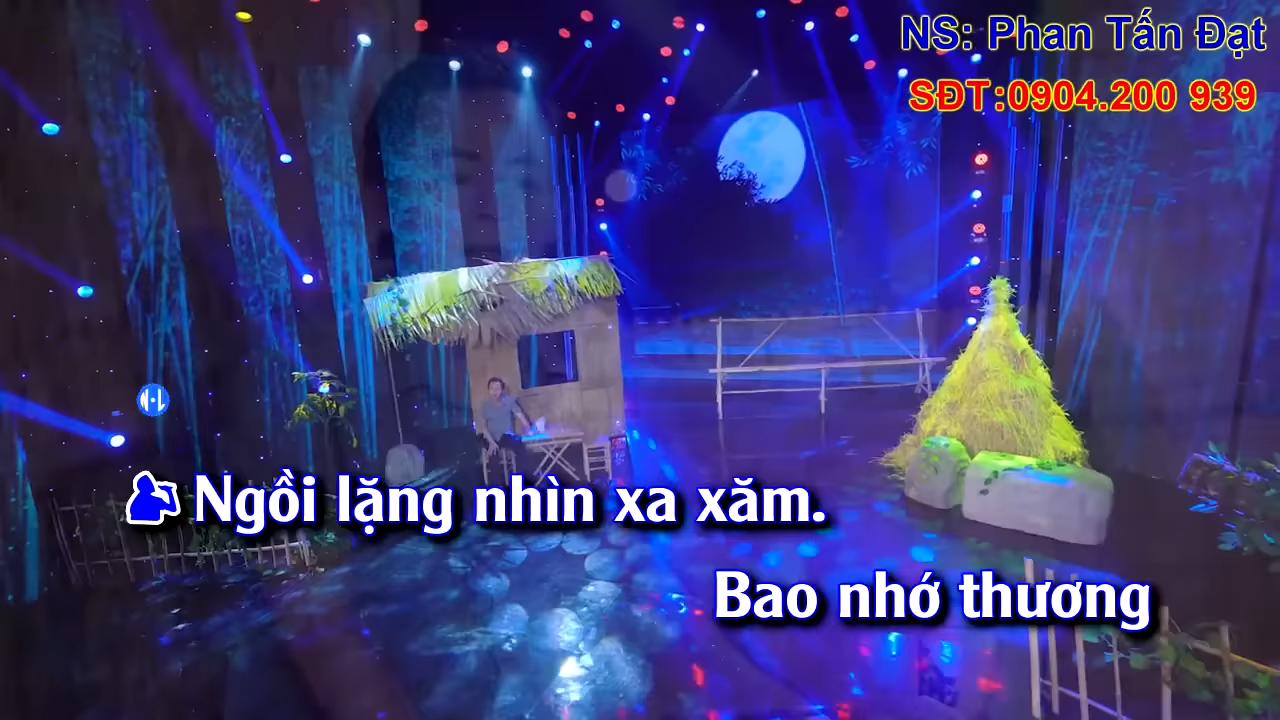 NS: Phan Tấn Đạt
SĐT:0904.200 939
N·L
Ngồi lặng nhìn xa xăm.
Bao nhớ thương